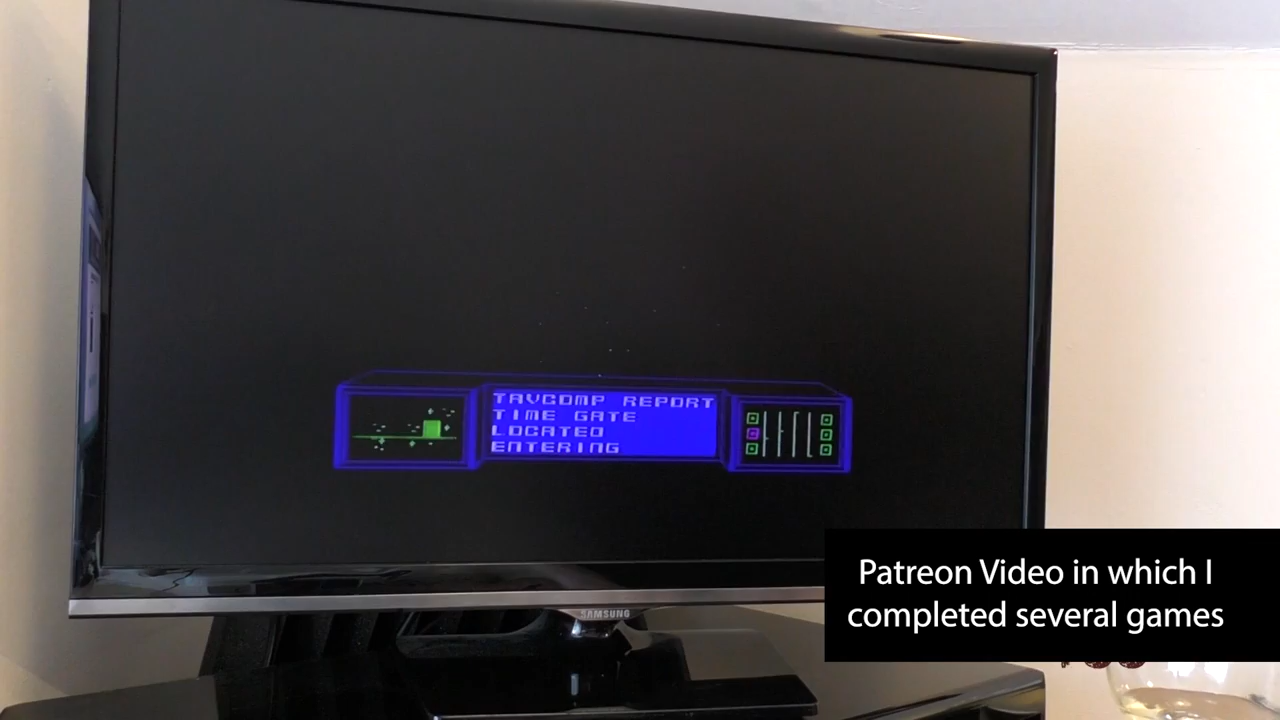 TAVCOMP REPORT
TIME GATE
LOCATED
ENTERING
SAMSUNG
Patreon Video in which I
completed several games